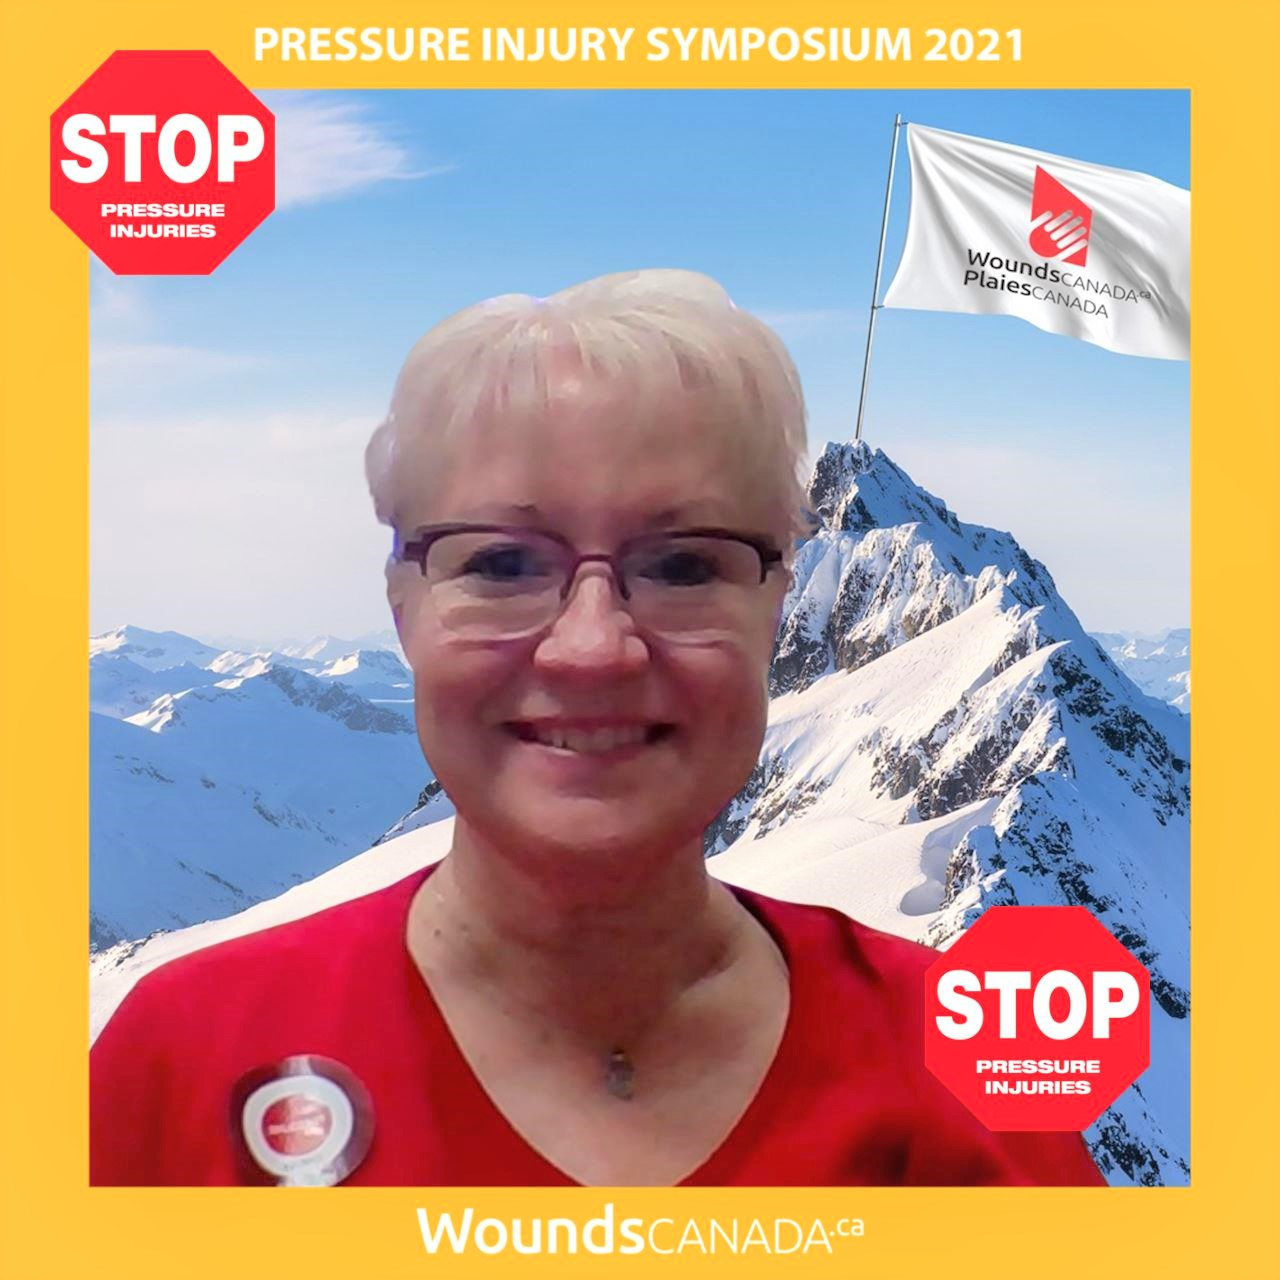 PRESSURE INJURY SYMPOSIUM 2021
STOP
PRESSURE
INJURIES
WoundsCANADA.ca
PlaiesCANADA
STOP
PRESSURE
INJURIES
WoundsCANADA.ca